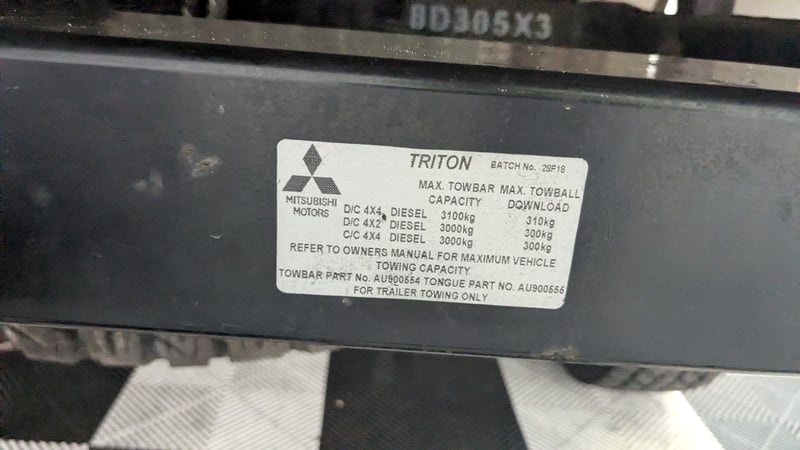 BD305X3
TRITON BATCH No. 29F18
MITSUBISHI
MOTORS
MAX. TOWBAR MAX. TOWBALL
CAPACITY DOWNLOAD
D/C 4X4 DIESEL 3100kg 310kg
D/C 4X2 DIESEL 3000kg 300kg
C/C 4X4 DIESEL 3000kg 300kg
REFER TO OWNERS MANUAL FOR MAXIMUM VEHICLE
TOWING CAPACITY
TOWBAR PART No. AU900554 TONGUE PART No. AU900555
FOR TRAILER TOWING ONLY